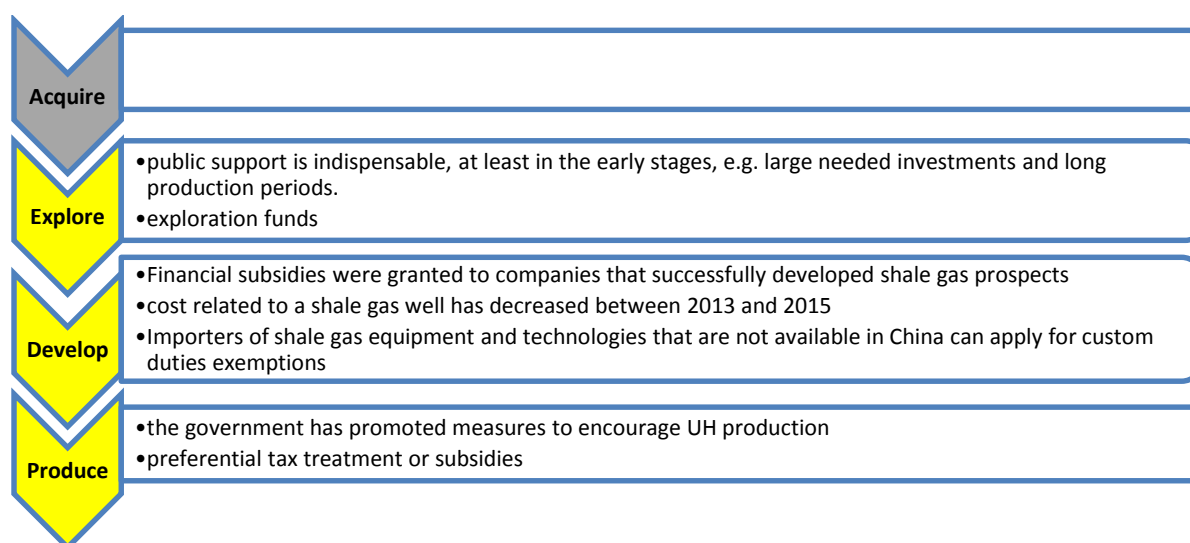 Acquire
Explore
•public support is indispensable, at least in the early stages, e.g. large needed investments and long
production periods.
•exploration funds
Develop
•Financial subsidies were granted to companies that successfully developed shale gas prospects
•cost related to a shale gas well has decreased between 2013 and 2015
•Importers of shale gas equipment and technologies that are not available in China can apply for custom
duties exemptions
Produce
•the government has promoted measures to encourage UH production
•preferential tax treatment or subsidies